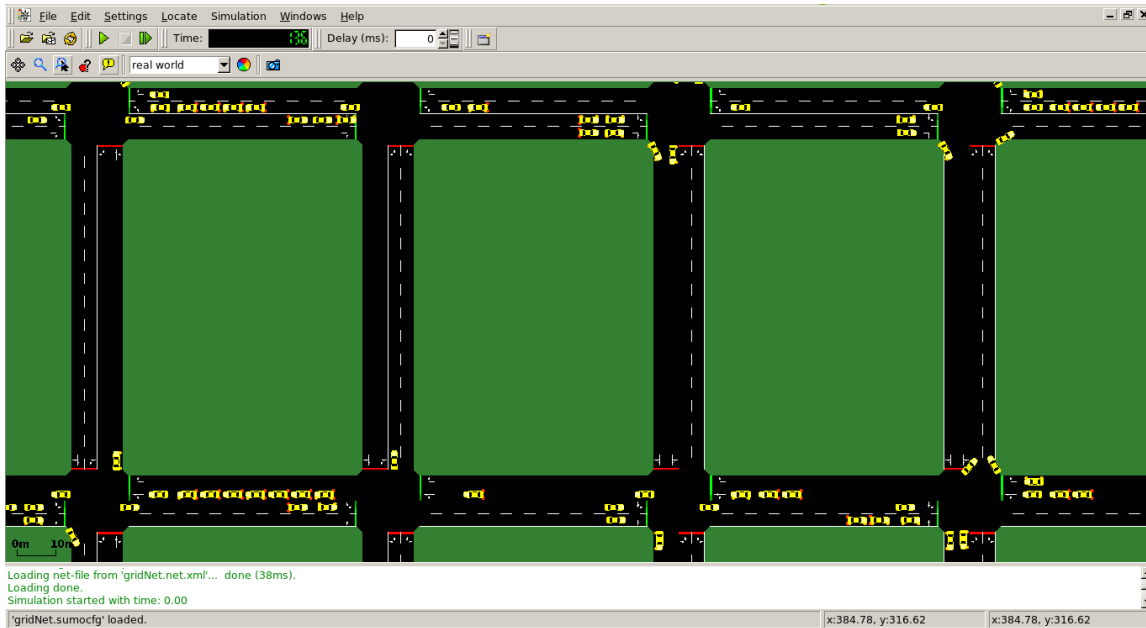 File Edit Settings Locate Simulation Windows Help
Time: 136 Delay (ms): 0
real world
0m 10m
Loading net-file from 'gridNet.net.xml'... done (38ms).
Loading done.
Simulation started with time: 0.00
'gridNet.sumocfg' loaded. x:384.78, y:316.62 x:384.78, y:316.62